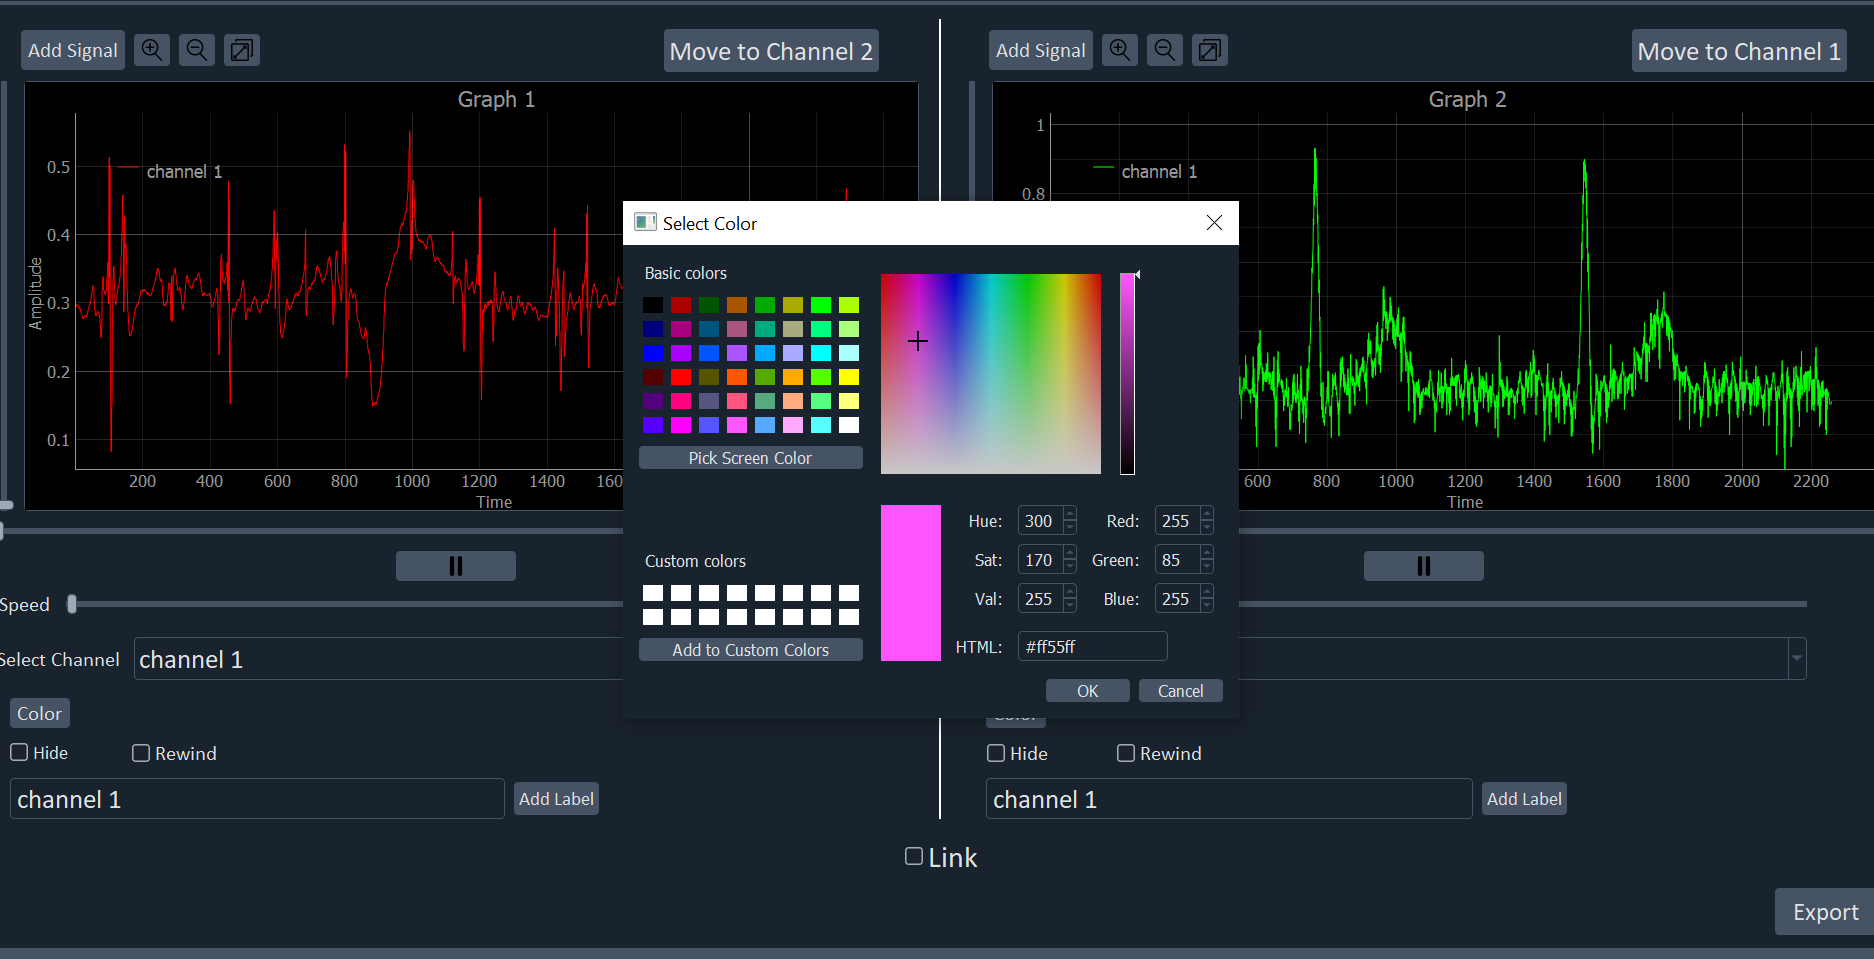 Add Signal
Move to Channel 2
Add Signal
Move to Channel 1
Graph 1
channel 1
Amplitude
0.5
0.4
0.3
0.2
0.1
200 400 600 800 1000 1200 1400
Time
Graph 2
channel 1
1
0.8
600 800 1000 1200 1400 1600 1800 2000 2200
Time
Select Color
Basic colors
Pick Screen Color
Custom colors
Add to Custom Colors
Hue: 300 Red: 255
Sat: 170 Green: 85
Val: 255 Blue: 255
HTML: #ff55ff
OK Cancel
Speed
Select Channel channel 1
Color
Hide Rewind
channel 1 Add Label
Hide Rewind
channel 1 Add Label
Link
Export